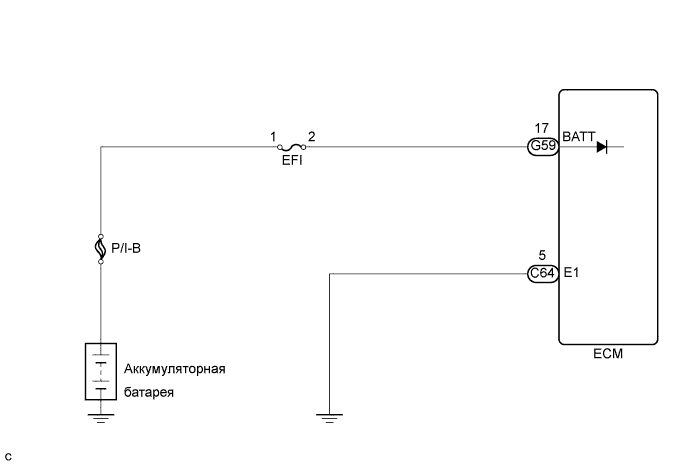 17
1 2
G59 BATT
EFI
P/I-B
5
C64 E1
ECM
Аккумуляторная
батарея
c